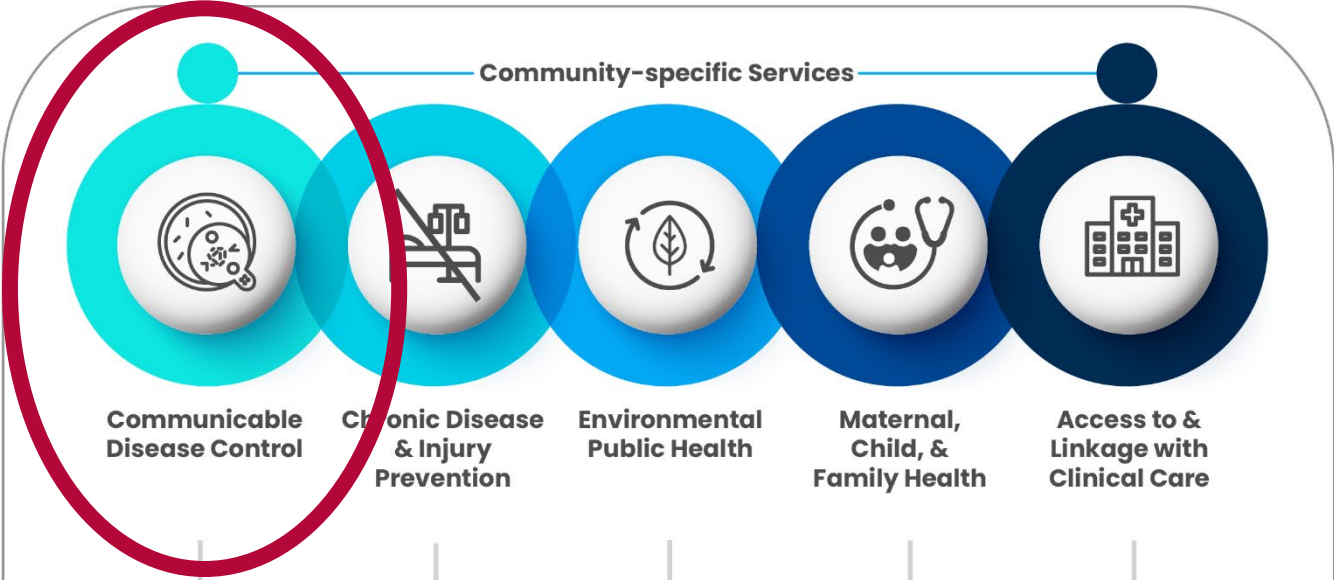 Community-specific Services
Communicable
Disease Control
Chronic Disease
& Injury
Prevention
Environmental
Public Health
Maternal,
Child, &
Family Health
Access to &
Linkage with
Clinical Care